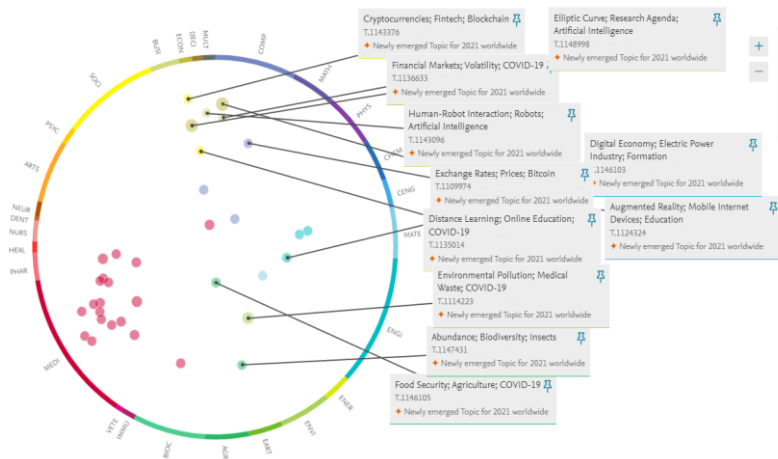 Cryptocurrencies; Fintech; Blockchain
T.1143376
Newly emerged Topic for 2021 worldwide
Elliptic Curve; Research Agenda;
Artificial Intelligence
T.1148998
Newly emerged Topic for 2021 worldwide
Financial Markets; Volatility; COVID-19
T.1136633
Newly emerged Topic for 2021 worldwide
Human-Robot Interaction; Robots;
Artificial Intelligence
T.1143096
Newly emerged Topic for 2021 worldwide
Digital Economy; Electric Power
Industry; Formation
T.1146103
Newly emerged Topic for 2021 worldwide
Exchange Rates; Prices; Bitcoin
T.1109974
Newly emerged Topic for 2021 worldwide
Augmented Reality; Mobile Internet
Devices; Education
T.1124324
Newly emerged Topic for 2021 worldwide
Distance Learning; Online Education;
COVID-19
T.1135014
Newly emerged Topic for 2021 worldwide
Environmental Pollution; Medical
Waste; COVID-19
T.1114223
Newly emerged Topic for 2021 worldwide
Abundance; Biodiversity; Insects
T.1147431
Newly emerged Topic for 2021 worldwide
Food Security; Agriculture; COVID-19
T.1146105
Newly emerged Topic for 2021 worldwide
COMP
MATH
PHYS
CHEM
CENG
MATE
ENGI
ENER
ENVI
EART
AGR
BIOC
IMMU
VETE
MEDI
PHAR
HEAL
NURS
DENT
NEUR
ARTS
PSYC
SOCI
BUSI
ECON
DECI
MULT